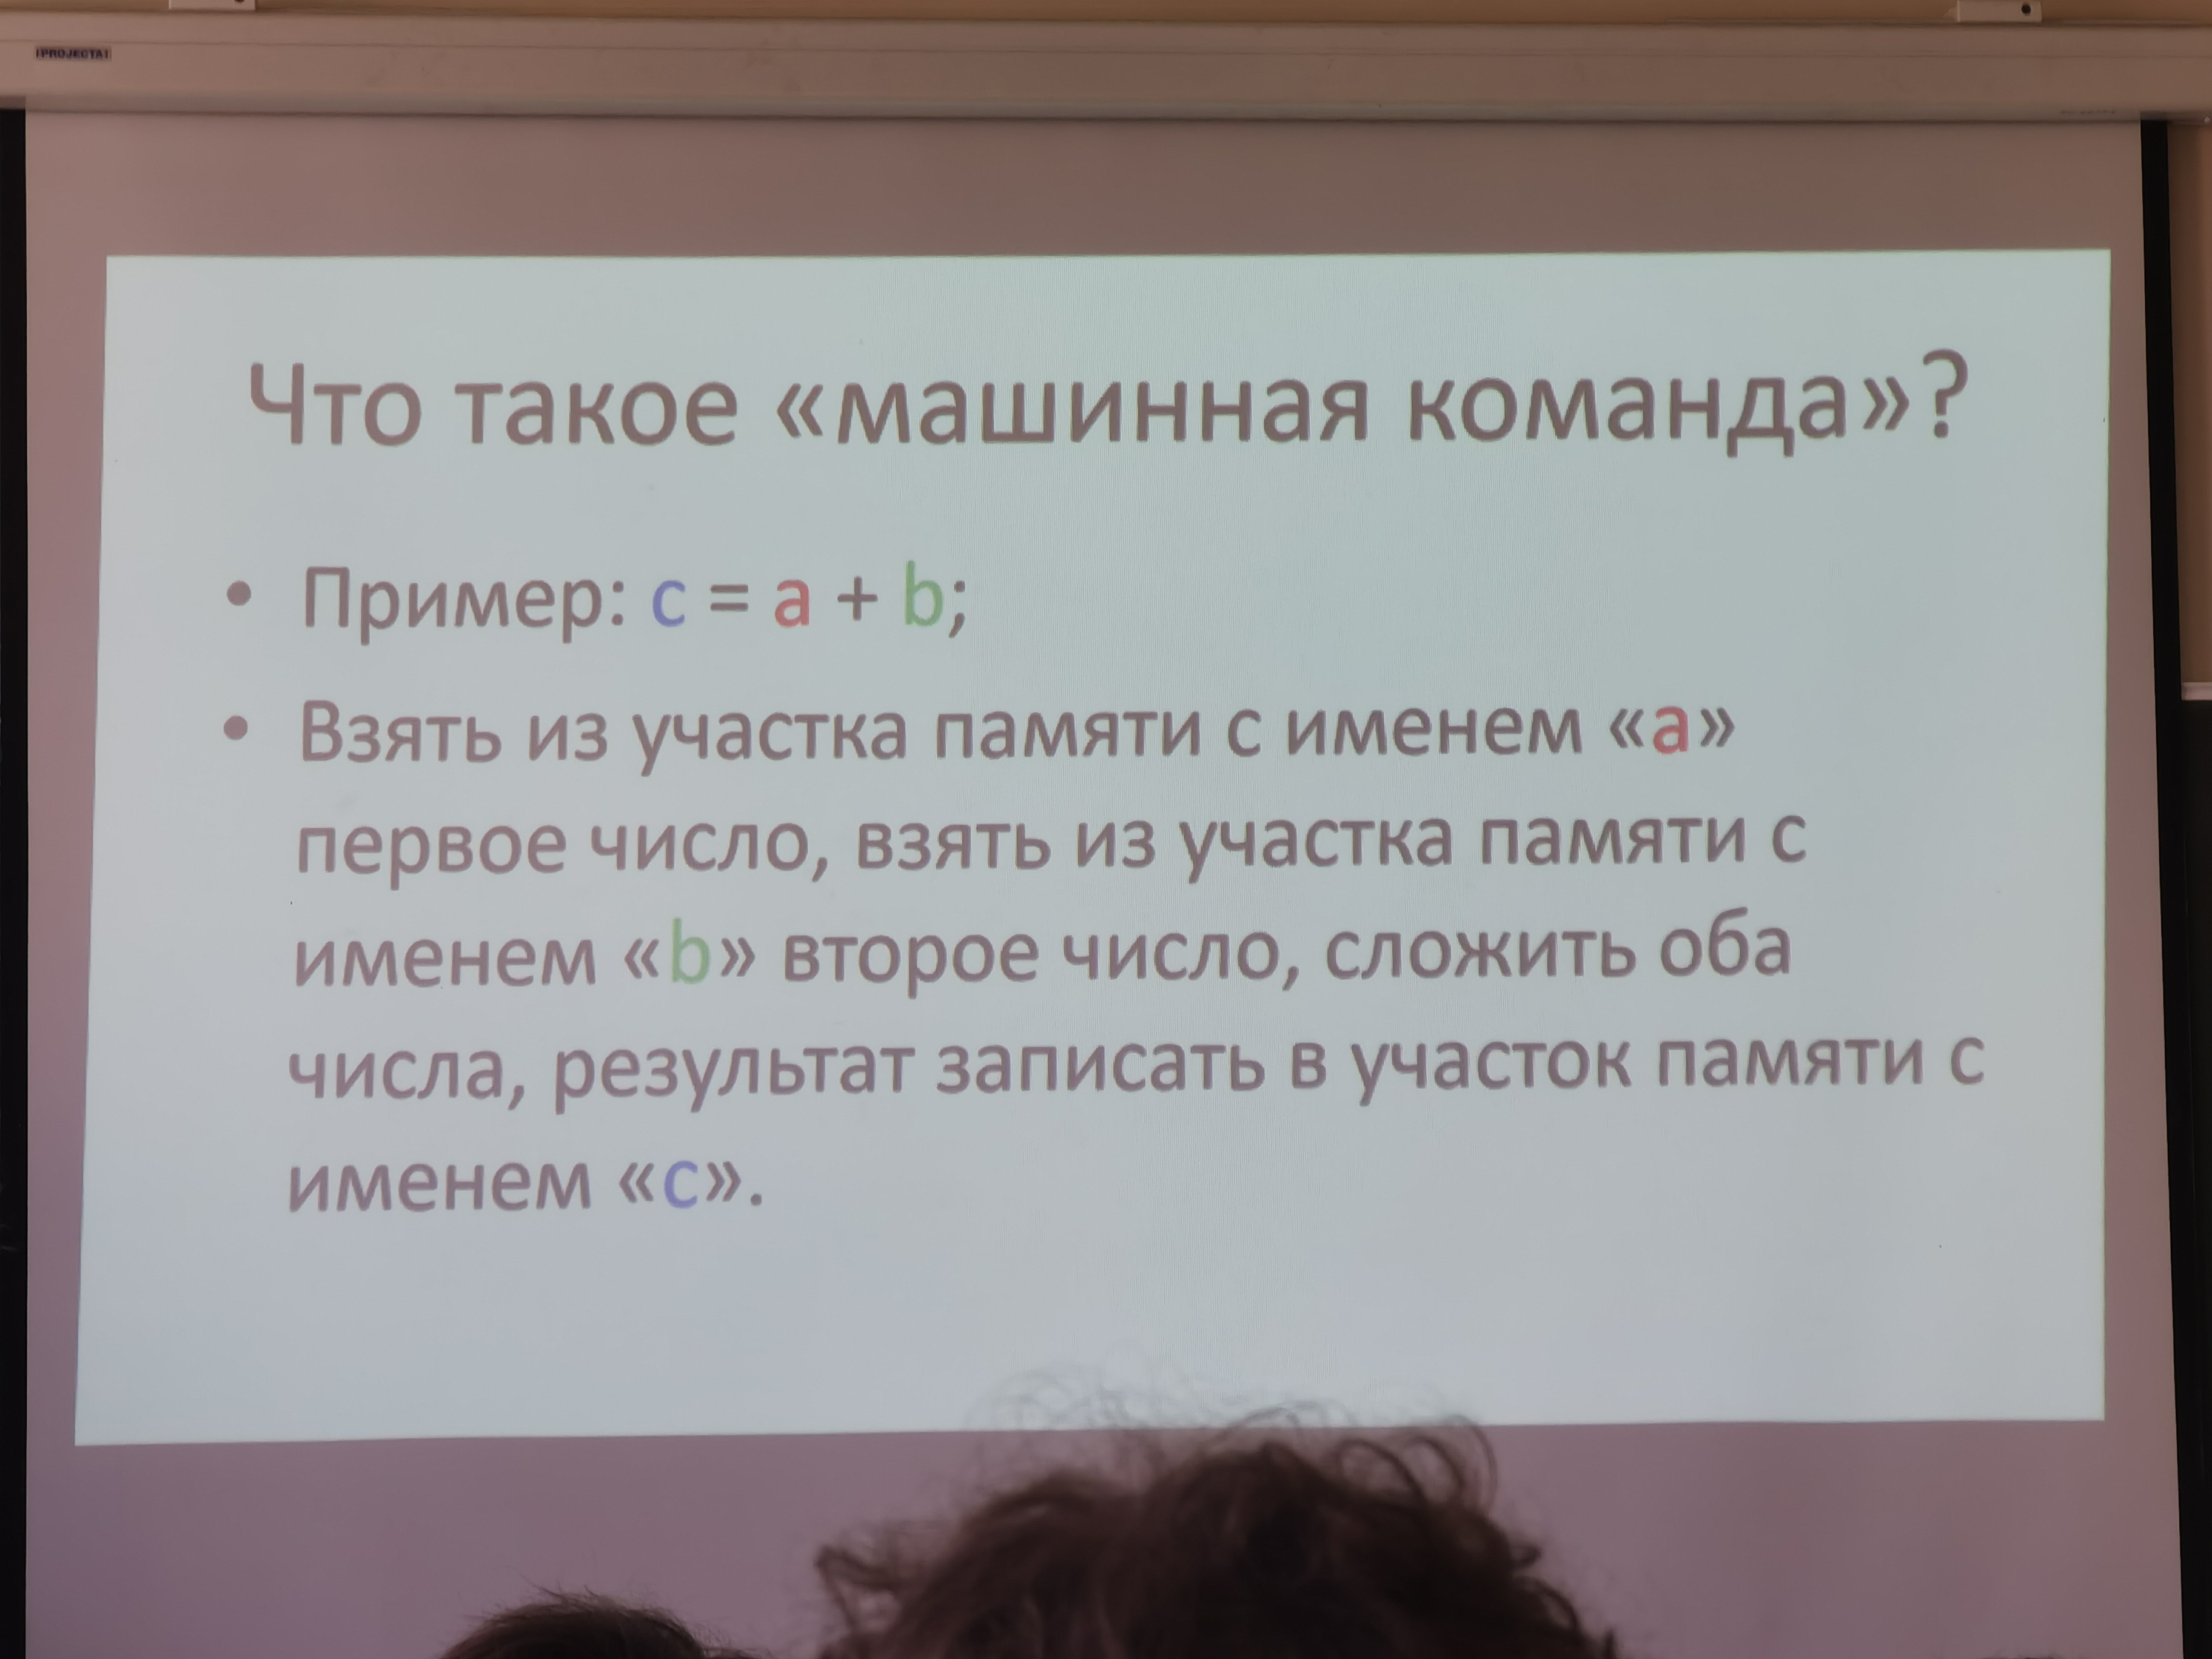 PROJECTA
Что такое «машинная команда»?
• Пример: c = a + b;
• Взять из участка памяти с именем «a»
первое число, взять из участка памяти с
именем «b» второе число, сложить оба
числа, результат записать в участок памяти с
именем «c».